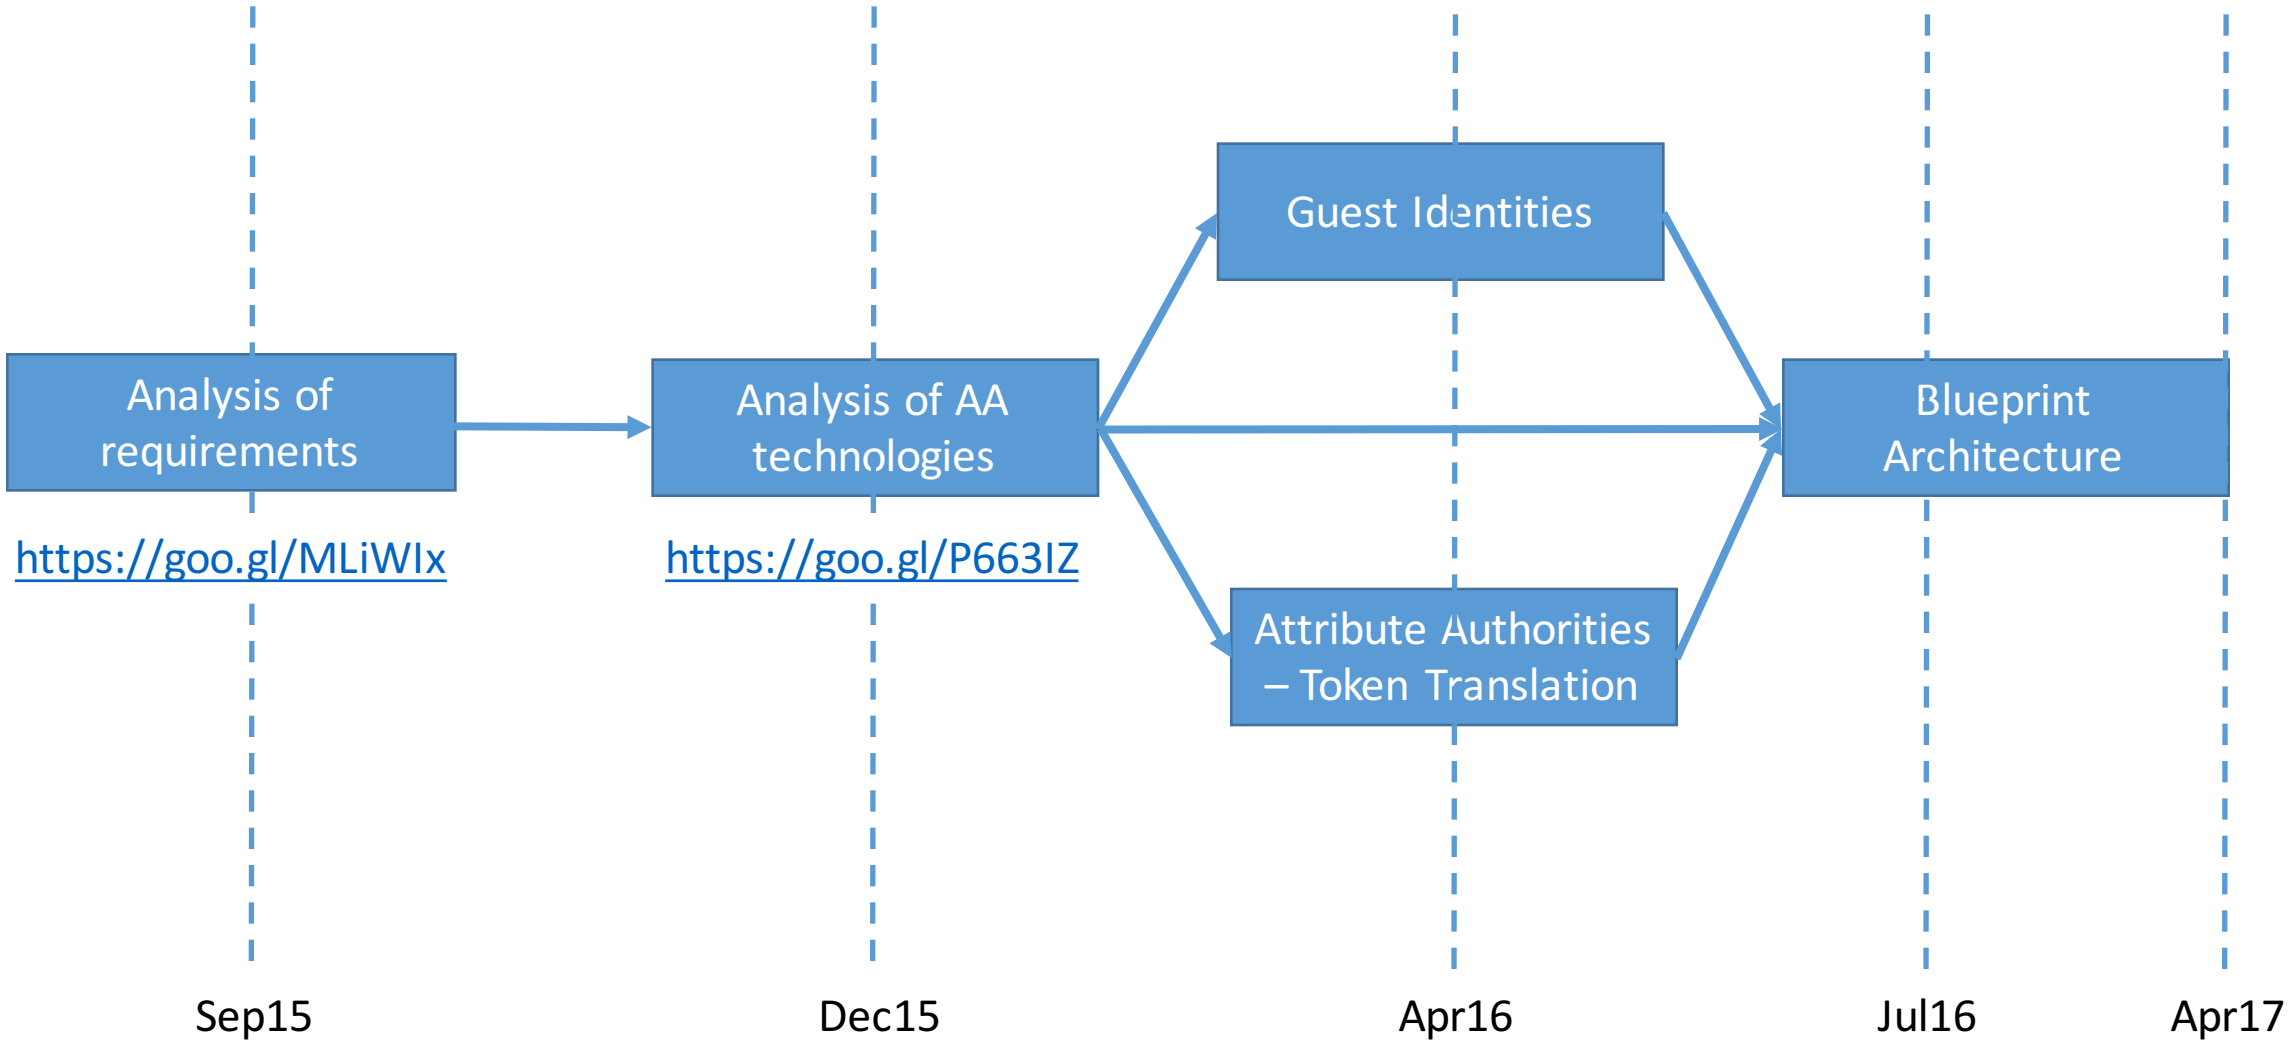 Guest Identities
Analysis of
requirements
Analysis of AA
technologies
Blueprint
Architecture
https://goo.gl/MLiWIx
https://goo.gl/P663IZ
Attribute Authorities
– Token Translation
Sep15
Dec15
Apr16
Jul16
Apr17